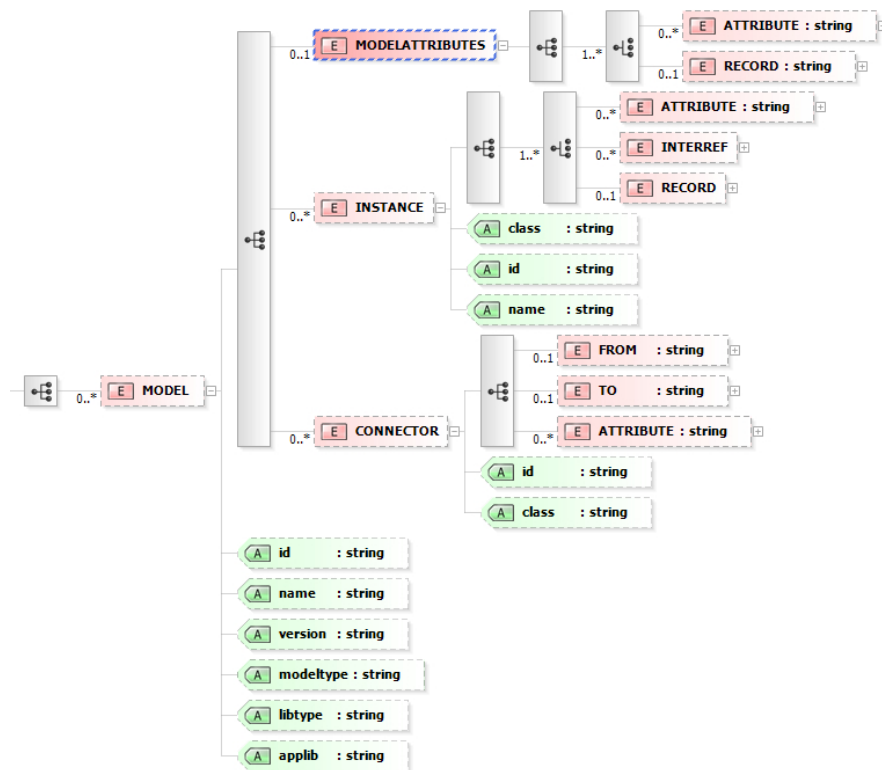 E ATTRIBUTE : string
0..*
E MODELATTRIBUTES
0..1
1..*
E RECORD : string
0..1
E ATTRIBUTE : string
0..*
E INTERREF
1..*
0..*
E RECORD
0..1
E INSTANCE
0..*
A class : string
A id : string
A name : string
E FROM : string
0..1
E MODEL
0..*
E TO : string
0..1
E CONNECTOR
0..*
E ATTRIBUTE : string
0..*
A id : string
A class : string
A id : string
A name : string
A version : string
A modeltype : string
A libtype : string
A applib : string